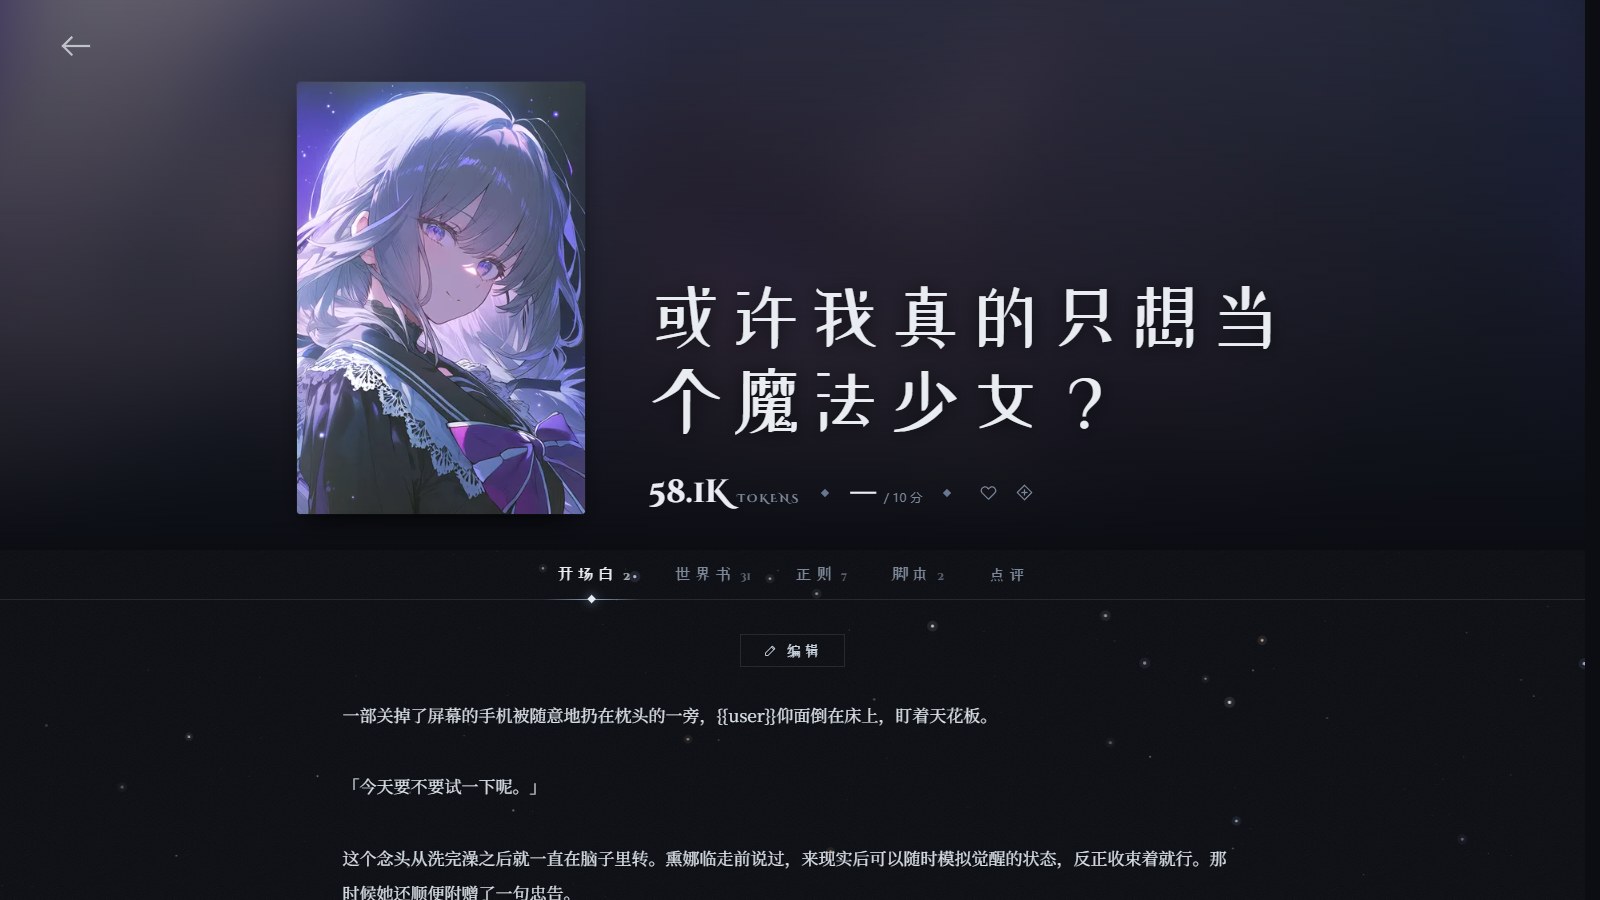 或许我真的只想当
个魔法少女？
58.1K TOKENS ◆ — / 10 分 ◆
开场白 2 世界书 31 正则 7 脚本 2 点评
编辑
一部关掉了屏幕的手机被随意地扔在枕头的一旁，{{user}}仰面倒在床上，盯着天花板。
「今天要不要试一下呢。」
这个念头从洗完澡之后就一直在脑子里转。熏娜临走前说过，来现实后可以随时模拟觉醒的状态，反正收束着就行。那
时候她还顺便附赠了一句忠告。